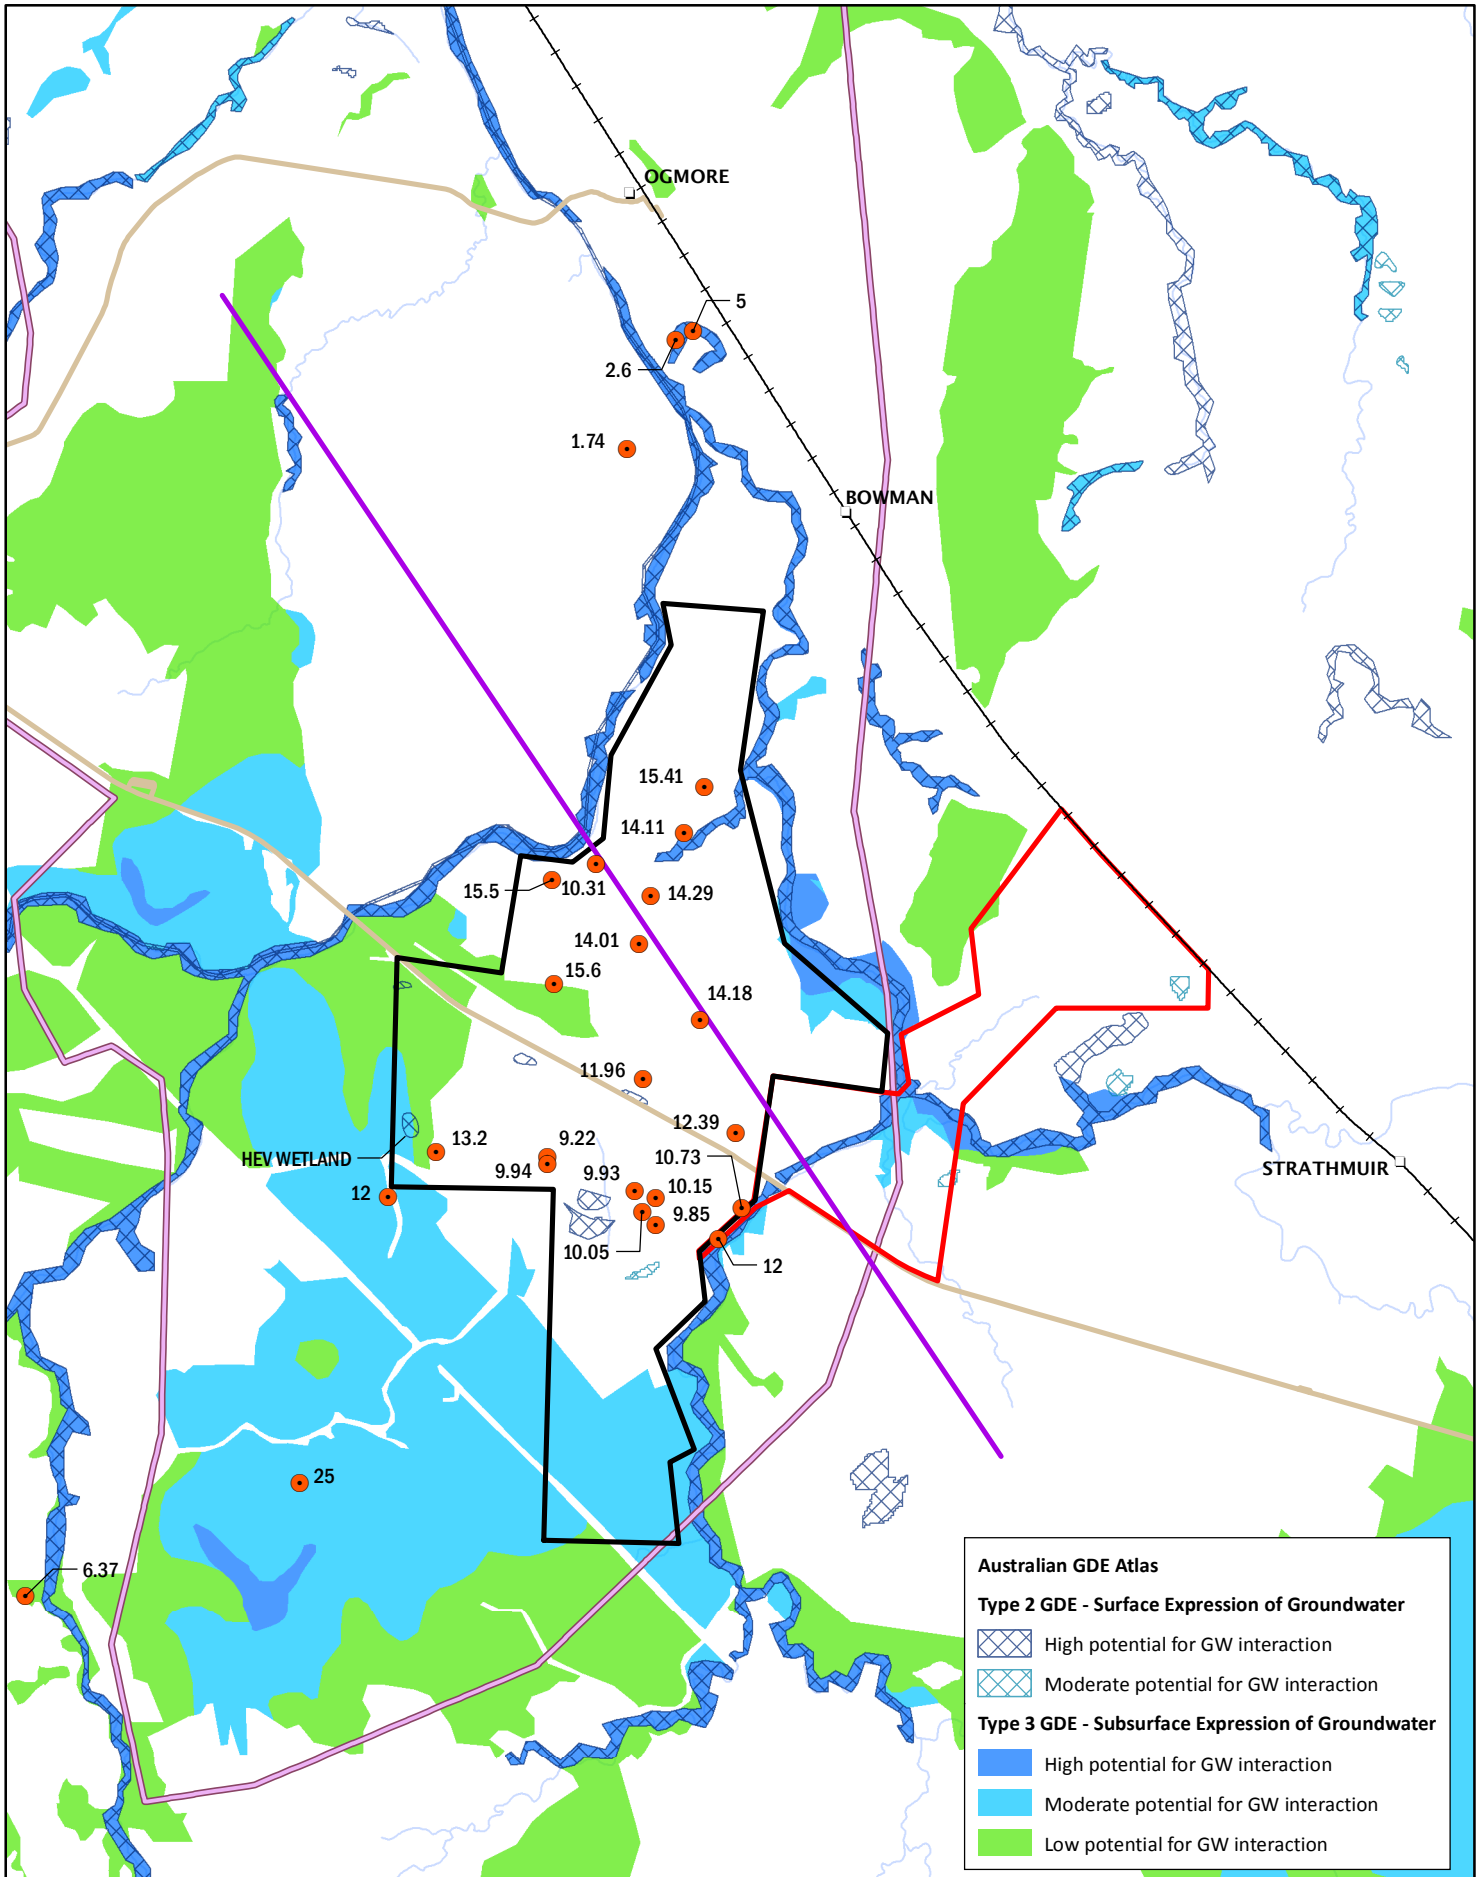 OGMORE
5
2.6
1.74
BOWMAN
15.41
14.11
15.5
10.31
14.29
14.01
15.6
14.18
11.96
12.39
13.2
9.22
HEV WETLAND
9.94
10.73
9.93
10.15
12
9.85
10.05
12
STRATHMUIR
25
6.37
Australian GDE Atlas
Type 2 GDE - Surface Expression of Groundwater
High potential for GW interaction
Moderate potential for GW interaction
Type 3 GDE - Subsurface Expression of Groundwater
High potential for GW interaction
Moderate potential for GW interaction
Low potential for GW interaction